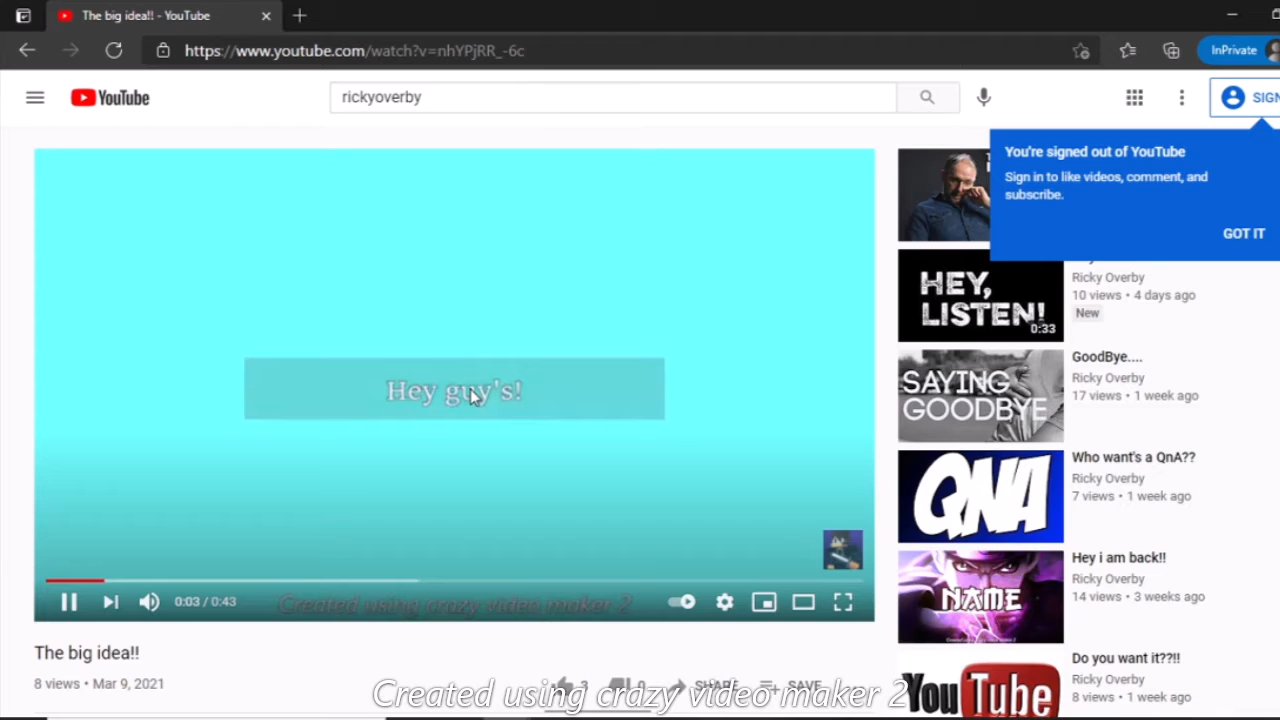 The big idea!! - YouTube
https://www.youtube.com/watch?v=nhYPjRR_-6c
InPrivate
YouTube
rickyoverby
SIGN
You're signed out of YouTube
Sign in to like videos, comment, and
subscribe.
GOT IT
Hey guy's!
0:03 / 0:43
Created using crazy video maker 2
The big idea!!
8 views • Mar 9, 2021
3
0
SHARE
SAVE
HEY,
LISTEN!
0:33
Ricky Overby
10 views • 4 days ago
New
SAYING
GOODBYE
GoodBye....
Ricky Overby
17 views • 1 week ago
QNA
Who want's a QnA??
Ricky Overby
7 views • 1 week ago
NAME
Hey i am back!!
Ricky Overby
14 views • 3 weeks ago
YouTube
Do you want it??!!
Ricky Overby
8 views • 1 week ago
Created using crazy video maker 2